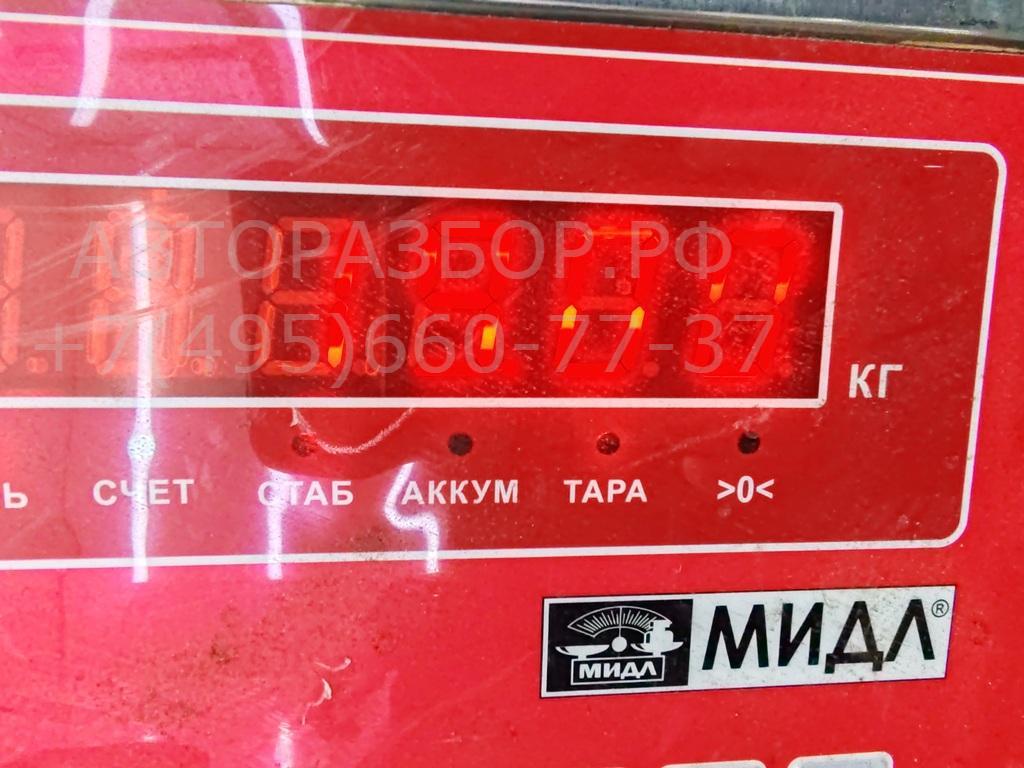 АВТОРАЗБОР.РФ
+7(495)660-77-37
КГ
Ь СЧЕТ СТАБ АККУМ ТАРА >0<
МИДЛ МИДЛ®